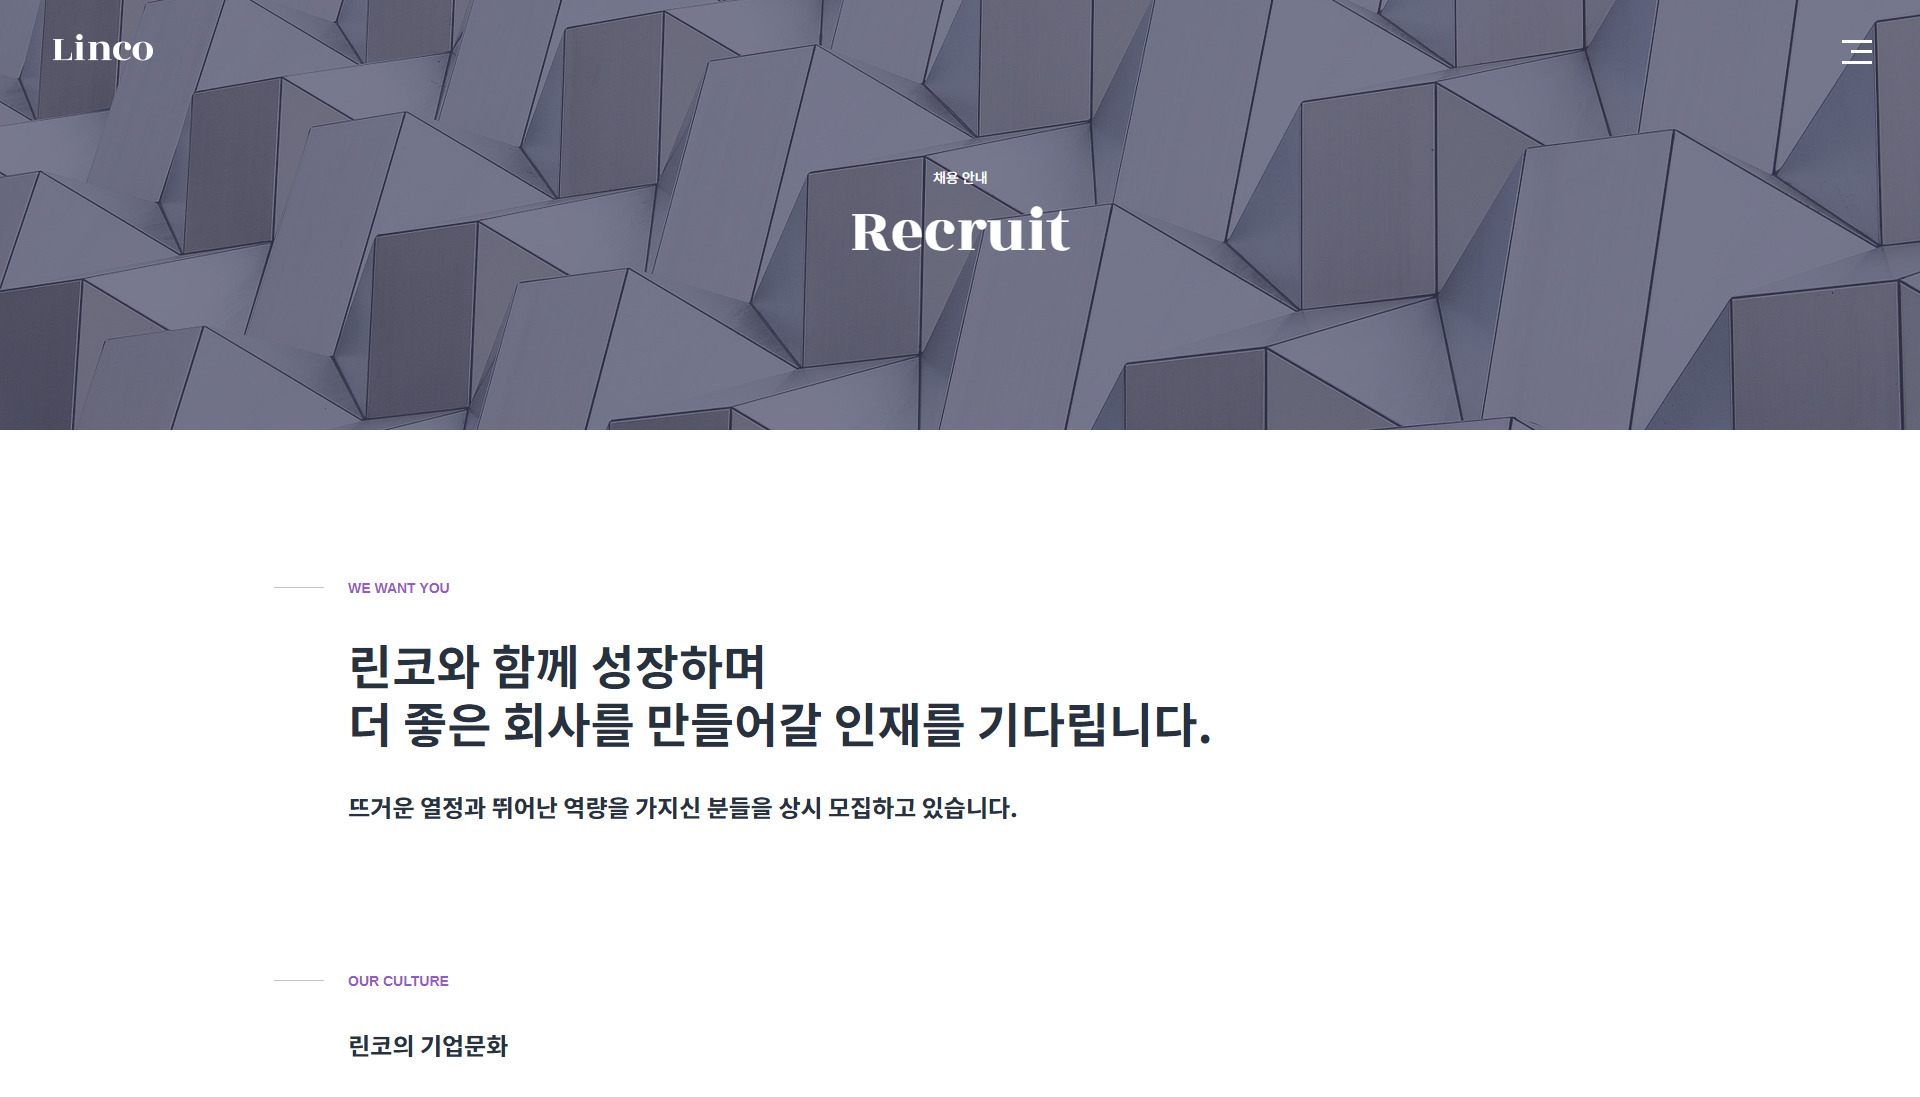 Linco
채용 안내
Recruit
WE WANT YOU
린코와 함께 성장하며
더 좋은 회사를 만들어갈 인재를 기다립니다.
뜨거운 열정과 뛰어난 역량을 가지신 분들을 상시 모집하고 있습니다.
OUR CULTURE
린코의 기업문화